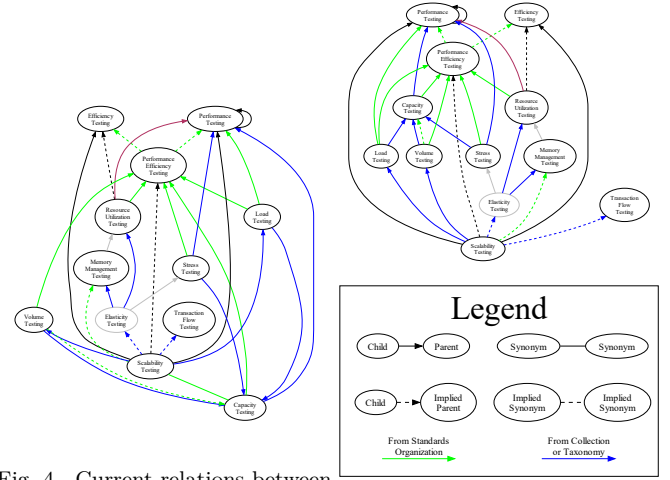 Performance
Testing
Efficiency
Testing
Performance
Efficiency
Testing
Capacity
Testing
Resource
Utilization
Testing
Load
Testing
Volume
Testing
Stress
Testing
Memory
Management
Testing
Elasticity
Testing
Transaction
Flow
Testing
Scalability
Testing
Efficiency
Testing
Performance
Testing
Performance
Efficiency
Testing
Resource
Utilization
Testing
Load
Testing
Memory
Management
Testing
Stress
Testing
Volume
Testing
Elasticity
Testing
Transaction
Flow
Testing
Scalability
Testing
Capacity
Testing
Legend
Child Parent Synonym Synonym
Child Implied
Parent
Implied
Synonym
Implied
Synonym
From Standards
Organization
From Collection
or Taxonomy
Fig. 4. Current relations between